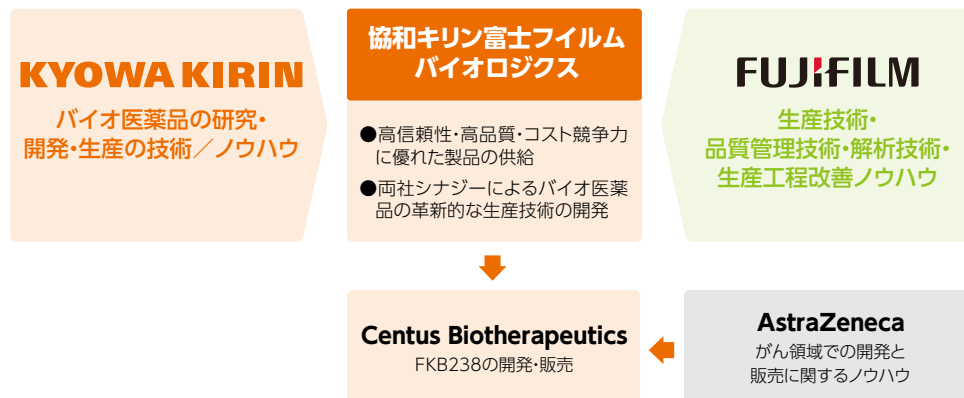 KYOWA KIRIN
バイオ医薬品の研究・
開発・生産の技術／ノウハウ
協和キリン富士フイルム
バイオロジクス
●高信頼性・高品質・コスト競争力
に優れた製品の供給
●両社シナジーによるバイオ医薬
品の革新的な生産技術の開発
FUJIFILM
生産技術・
品質管理技術・解析技術・
生産工程改善ノウハウ
Centus Biotherapeutics
FKB238の開発・販売
AstraZeneca
がん領域での開発と
販売に関するノウハウ